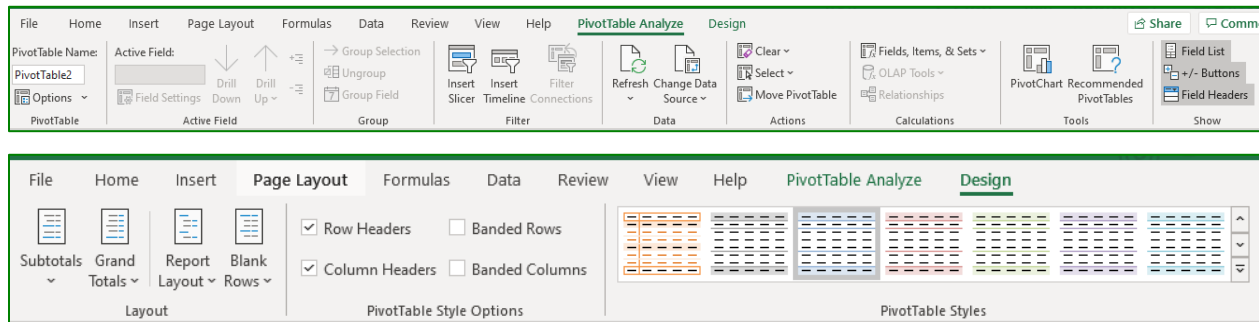 File Home Insert Page Layout Formulas Data Review View Help PivotTable Analyze Design Share
PivotTable Name: Active Field:
PivotTable2
Options
Field Settings
Drill Down
Drill Up
Group Selection
Ungroup
Group Field
Insert Slicer
Insert Timeline
Filter Connections
Refresh
Change Data Source
Clear
Select
Move PivotTable
Fields, Items, & Sets
OLAP Tools
Relationships
PivotChart
Recommended PivotTables
Field List
+/- Buttons
Field Headers
PivotTable Active Field Group Filter Data Actions Calculations Tools Show
File Home Insert Page Layout Formulas Data Review View Help PivotTable Analyze Design
Subtotals
Grand Totals
Report Layout
Blank Rows
Row Headers Banded Rows
Column Headers Banded Columns
Layout PivotTable Style Options PivotTable Styles